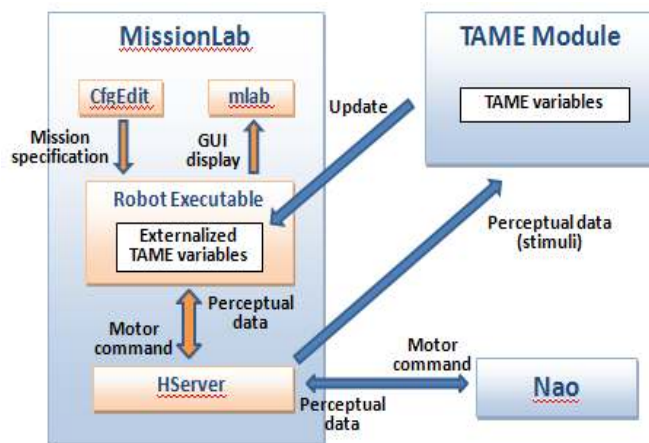 MissionLab
CfgEdit
mlab
Mission
specification
GUI
display
Robot Executable
Externalized
TAME variables
Perceptual
data
Motor
command
HServer
TAME Module
TAME variables
Update
Perceptual data
(stimuli)
Motor
command
Perceptual
data
Nao